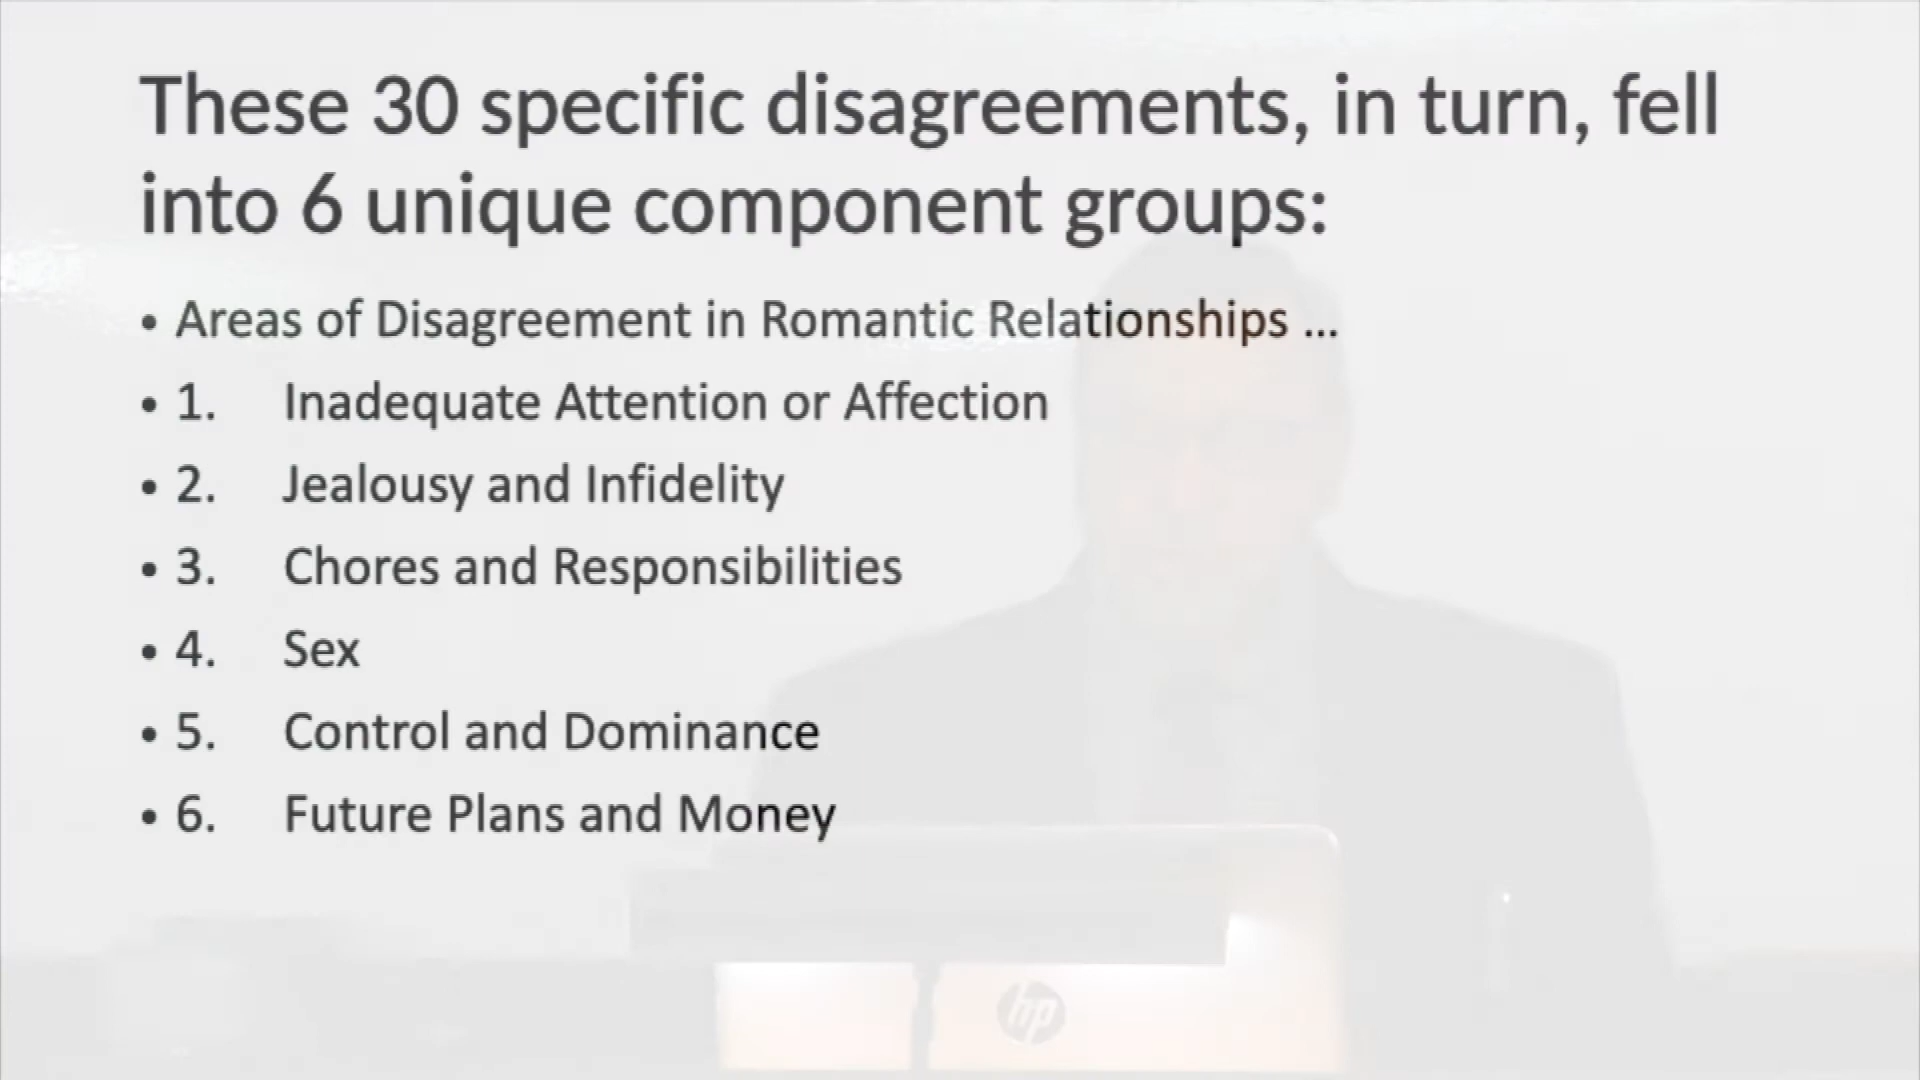 These 30 specific disagreements, in turn, fell
into 6 unique component groups:
• Areas of Disagreement in Romantic Relationships ...
• 1. Inadequate Attention or Affection
• 2. Jealousy and Infidelity
• 3. Chores and Responsibilities
• 4. Sex
• 5. Control and Dominance
• 6. Future Plans and Money
hp